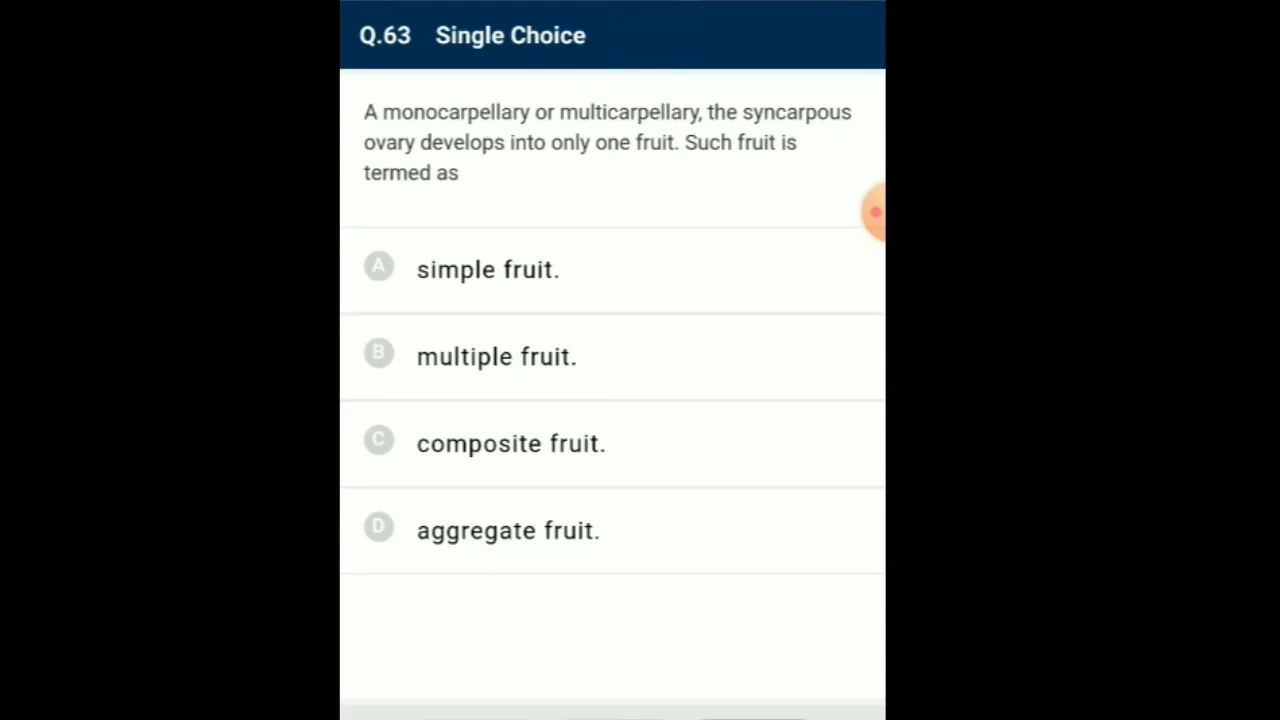 Q.63 Single Choice
A monocarpellary or multicarpellary, the syncarpous
ovary develops into only one fruit. Such fruit is
termed as
A simple fruit.
B multiple fruit.
C composite fruit.
D aggregate fruit.